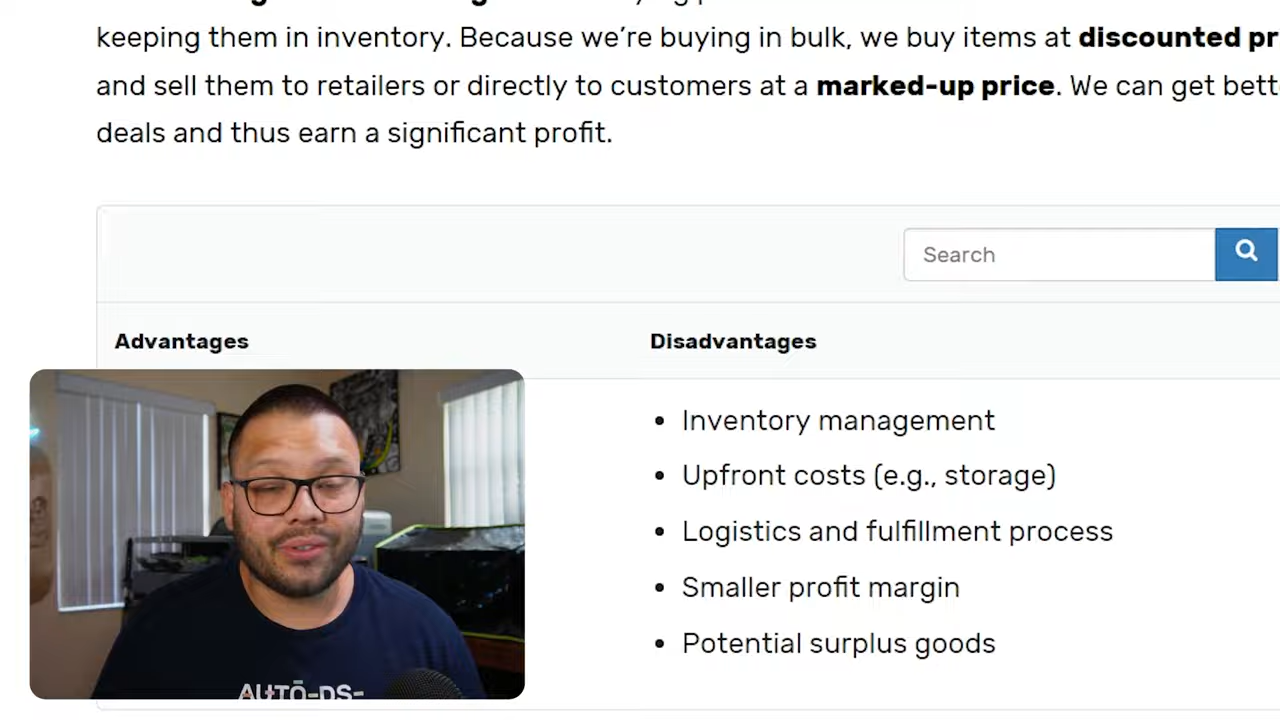 keeping them in inventory. Because we’re buying in bulk, we buy items at discounted
and sell them to retailers or directly to customers at a marked-up price. We can get
deals and thus earn a significant profit.
Search
Advantages Disadvantages
• Inventory management
• Upfront costs (e.g., storage)
• Logistics and fulfillment process
• Smaller profit margin
• Potential surplus goods
AUTO-DS-